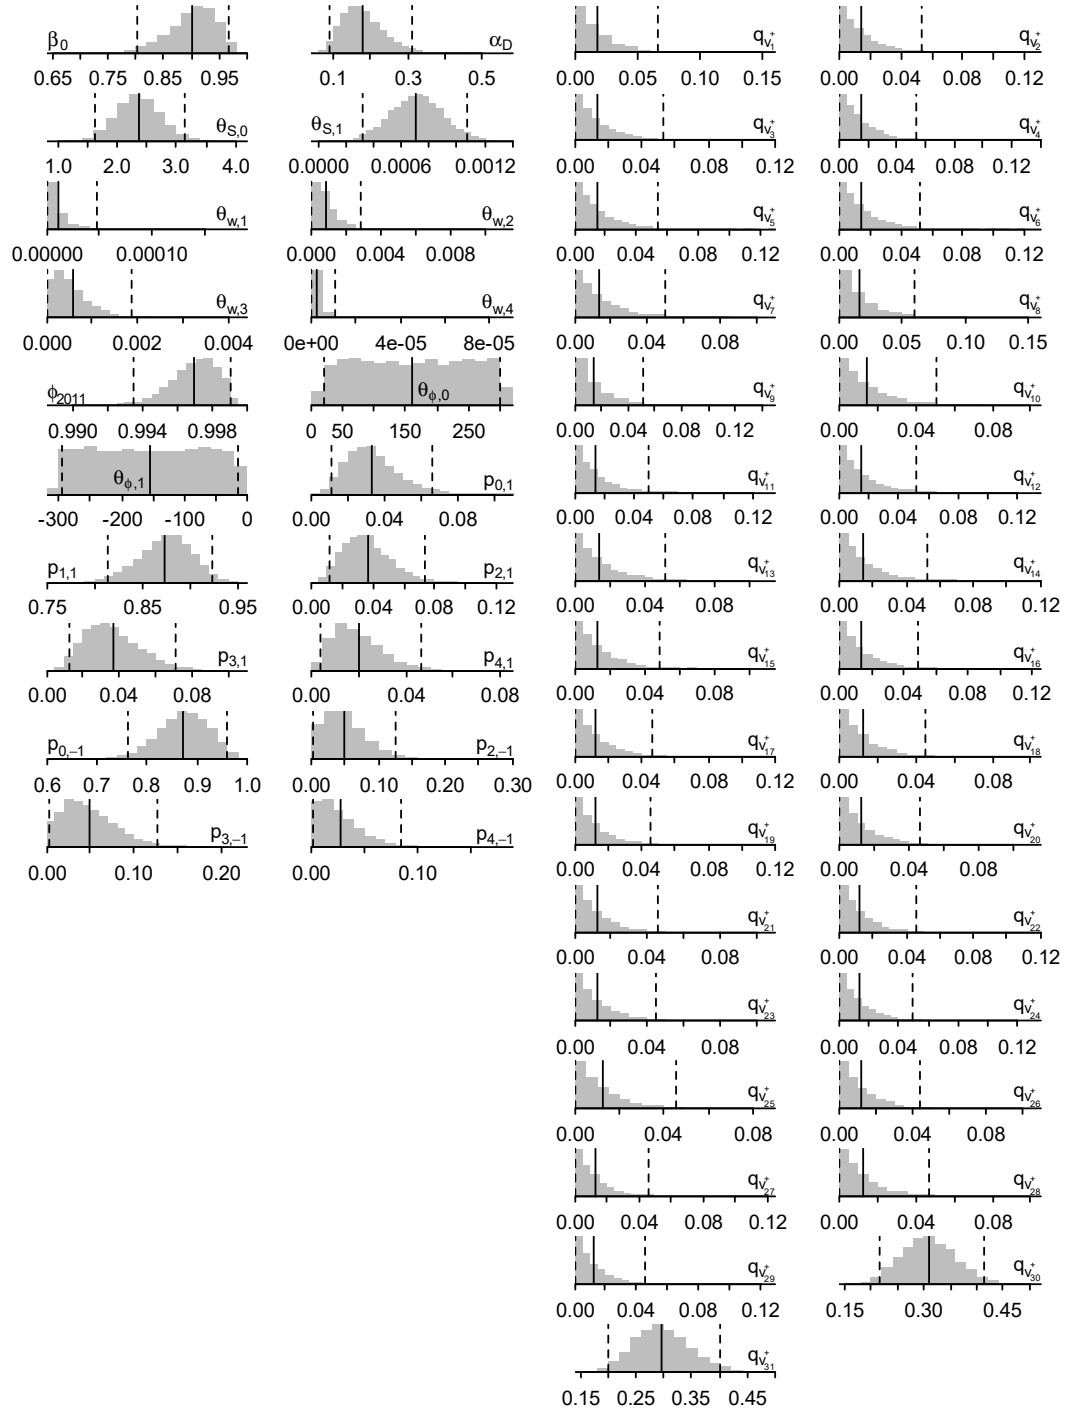 β0 αD qV1+ qV2+
0.65 0.75 0.85 0.95 0.1 0.3 0.5 0.00 0.05 0.10 0.15 0.00 0.04 0.08 0.12
θS,0 θS,1 qV3+ qV4+
1.0 2.0 3.0 4.0 0.0000 0.0006 0.0012 0.00 0.04 0.08 0.12 0.00 0.04 0.08 0.12
θw,1 θw,2 qV5+ qV6+
0.00000 0.00010 0.000 0.004 0.008 0.00 0.04 0.08 0.12 0.00 0.04 0.08 0.12
θw,3 θw,4 qV7+ qV8+
0.000 0.002 0.004 0e+00 4e-05 8e-05 0.00 0.04 0.08 0.00 0.05 0.10 0.15
ϕ2011 θϕ,0 qV9+ qV10+
0.990 0.994 0.998 0 50 150 250 0.00 0.04 0.08 0.12 0.00 0.04 0.08
θϕ,1 p0,1 qV11+ qV12+
-300 -200 -100 0 0.00 0.04 0.08 0.00 0.04 0.08 0.12 0.00 0.04 0.08
p1,1 p2,1 qV13+ qV14+
0.75 0.85 0.95 0.00 0.04 0.08 0.12 0.00 0.04 0.08 0.00 0.04 0.08 0.12
p3,1 p4,1 qV15+ qV16+
0.00 0.04 0.08 0.00 0.04 0.08 0.00 0.04 0.08 0.00 0.04 0.08 0.12
p0,−1 p2,−1 qV17+ qV18+
0.6 0.7 0.8 0.9 1.0 0.00 0.10 0.20 0.30 0.00 0.04 0.08 0.12 0.00 0.04 0.08
p3,−1 p4,−1 qV19+ qV20+
0.00 0.10 0.20 0.00 0.10 0.00 0.04 0.08 0.12 0.00 0.04 0.08
qV21+ qV22+
0.00 0.04 0.08 0.00 0.04 0.08 0.12
qV23+ qV24+
0.00 0.04 0.08 0.00 0.04 0.08 0.12
qV25+ qV26+
0.00 0.04 0.08 0.00 0.04 0.08
qV27+ qV28+
0.00 0.04 0.08 0.12 0.00 0.04 0.08
qV29+ qV30+
0.00 0.04 0.08 0.12 0.15 0.30 0.45
qV31+
0.15 0.25 0.35 0.45